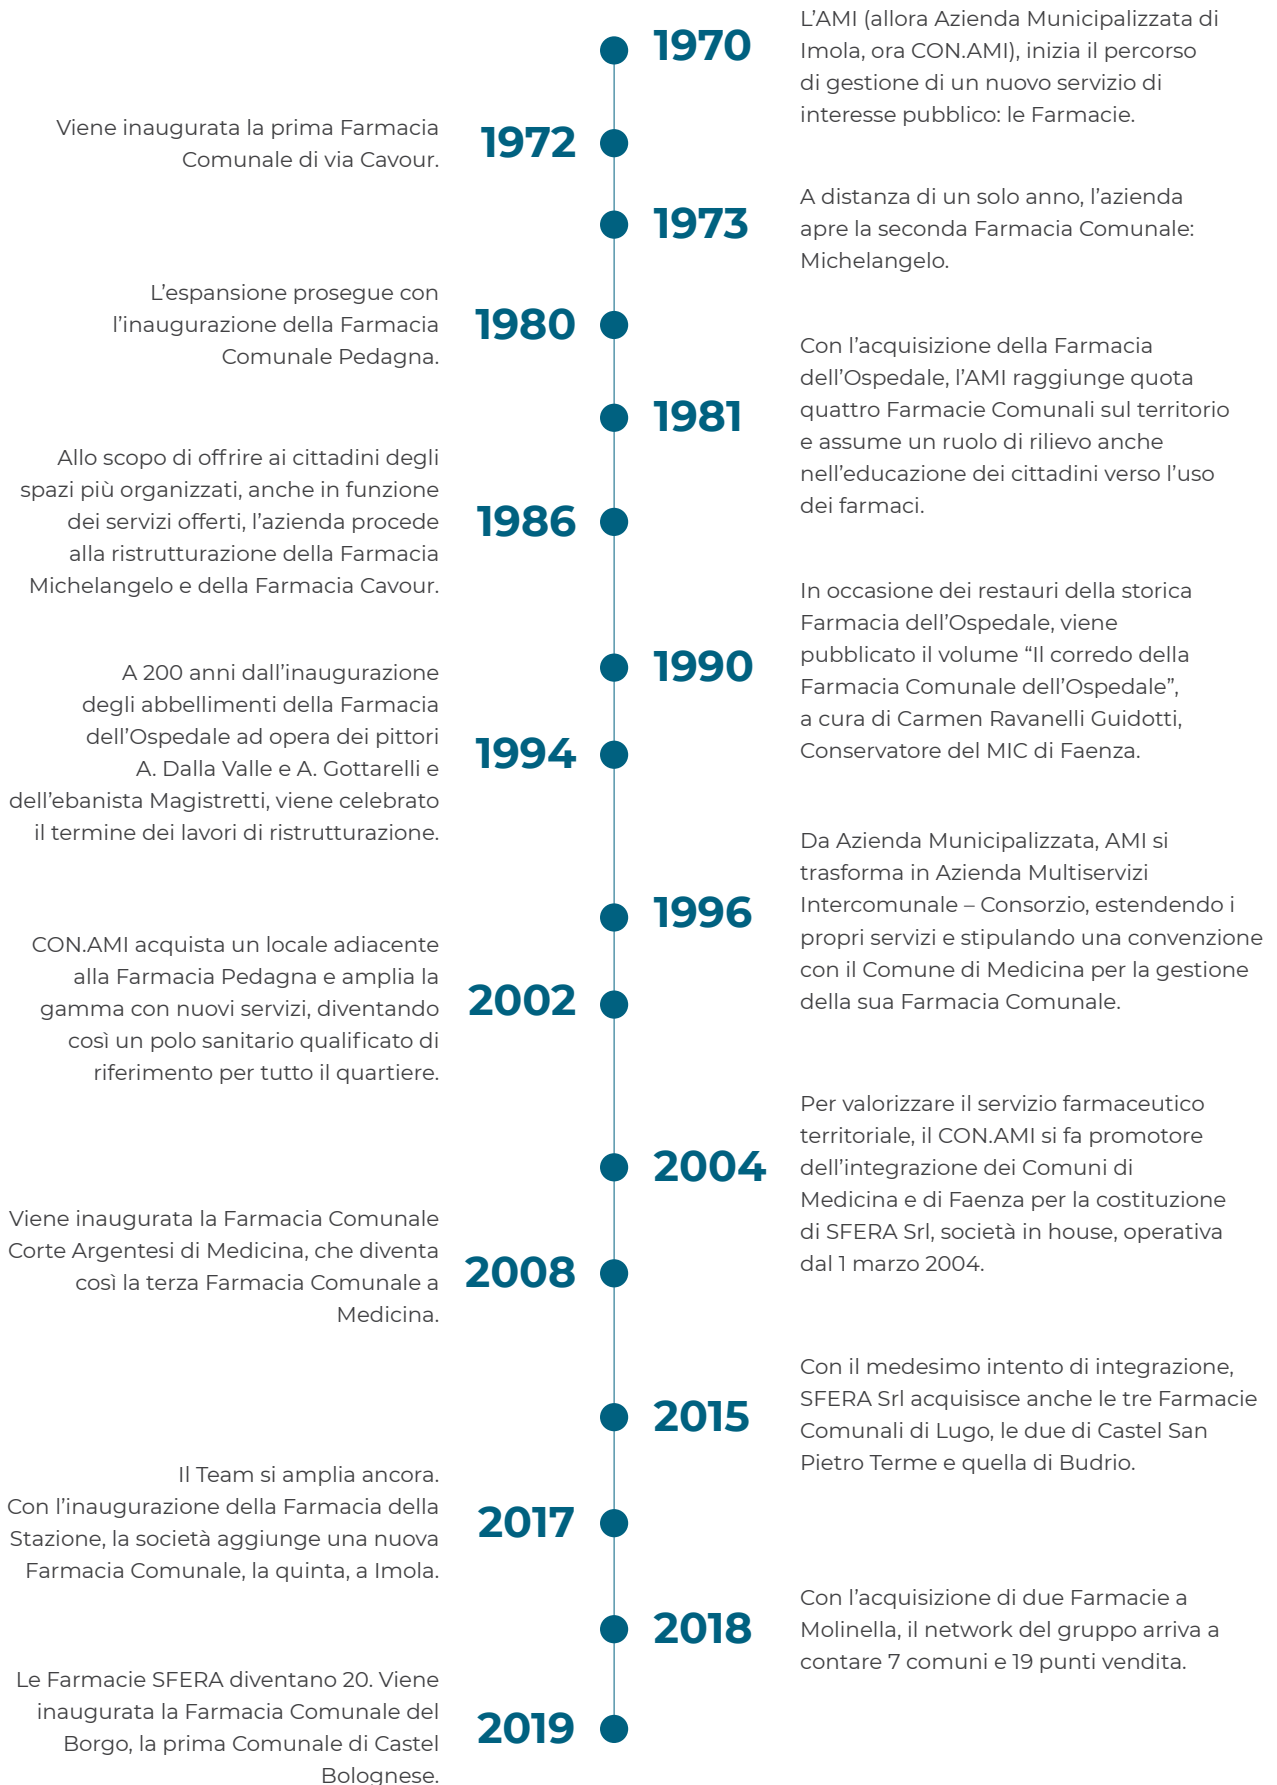 1970
L’AMI (allora Azienda Municipalizzata di
Imola, ora CON.AMI), inizia il percorso
di gestione di un nuovo servizio di
interesse pubblico: le Farmacie.
Viene inaugurata la prima Farmacia
Comunale di via Cavour.
1972
1973
A distanza di un solo anno, l’azienda
apre la seconda Farmacia Comunale:
Michelangelo.
L’espansione prosegue con
l’inaugurazione della Farmacia
Comunale Pedagna.
1980
1981
Con l’acquisizione della Farmacia
dell’Ospedale, l’AMI raggiunge quota
quattro Farmacie Comunali sul territorio
e assume un ruolo di rilievo anche
nell’educazione dei cittadini verso l’uso
dei farmaci.
Allo scopo di offrire ai cittadini degli
spazi più organizzati, anche in funzione
dei servizi offerti, l’azienda procede
alla ristrutturazione della Farmacia
Michelangelo e della Farmacia Cavour.
1986
1990
In occasione dei restauri della storica
Farmacia dell’Ospedale, viene
pubblicato il volume “Il corredo della
Farmacia Comunale dell’Ospedale”,
a cura di Carmen Ravanelli Guidotti,
Conservatore del MIC di Faenza.
A 200 anni dall’inaugurazione
degli abbellimenti della Farmacia
dell’Ospedale ad opera dei pittori
A. Dalla Valle e A. Gottarelli e
dell’ebanista Magistretti, viene celebrato
il termine dei lavori di ristrutturazione.
1994
1996
Da Azienda Municipalizzata, AMI si
trasforma in Azienda Multiservizi
Intercomunale – Consorzio, estendendo i
propri servizi e stipulando una convenzione
con il Comune di Medicina per la gestione
della sua Farmacia Comunale.
CON.AMI acquista un locale adiacente
alla Farmacia Pedagna e amplia la
gamma con nuovi servizi, diventando
così un polo sanitario qualificato di
riferimento per tutto il quartiere.
2002
2004
Per valorizzare il servizio farmaceutico
territoriale, il CON.AMI si fa promotore
dell’integrazione dei Comuni di
Medicina e di Faenza per la costituzione
di SFERA Srl, società in house, operativa
dal 1 marzo 2004.
Viene inaugurata la Farmacia Comunale
Corte Argentesi di Medicina, che diventa
così la terza Farmacia Comunale a
Medicina.
2008
2015
Con il medesimo intento di integrazione,
SFERA Srl acquisisce anche le tre Farmacie
Comunali di Lugo, le due di Castel San
Pietro Terme e quella di Budrio.
Il Team si amplia ancora.
Con l’inaugurazione della Farmacia della
Stazione, la società aggiunge una nuova
Farmacia Comunale, la quinta, a Imola.
2017
2018
Con l’acquisizione di due Farmacie a
Molinella, il network del gruppo arriva a
contare 7 comuni e 19 punti vendita.
Le Farmacie SFERA diventano 20. Viene
inaugurata la Farmacia Comunale del
Borgo, la prima Comunale di Castel
Bolognese.
2019